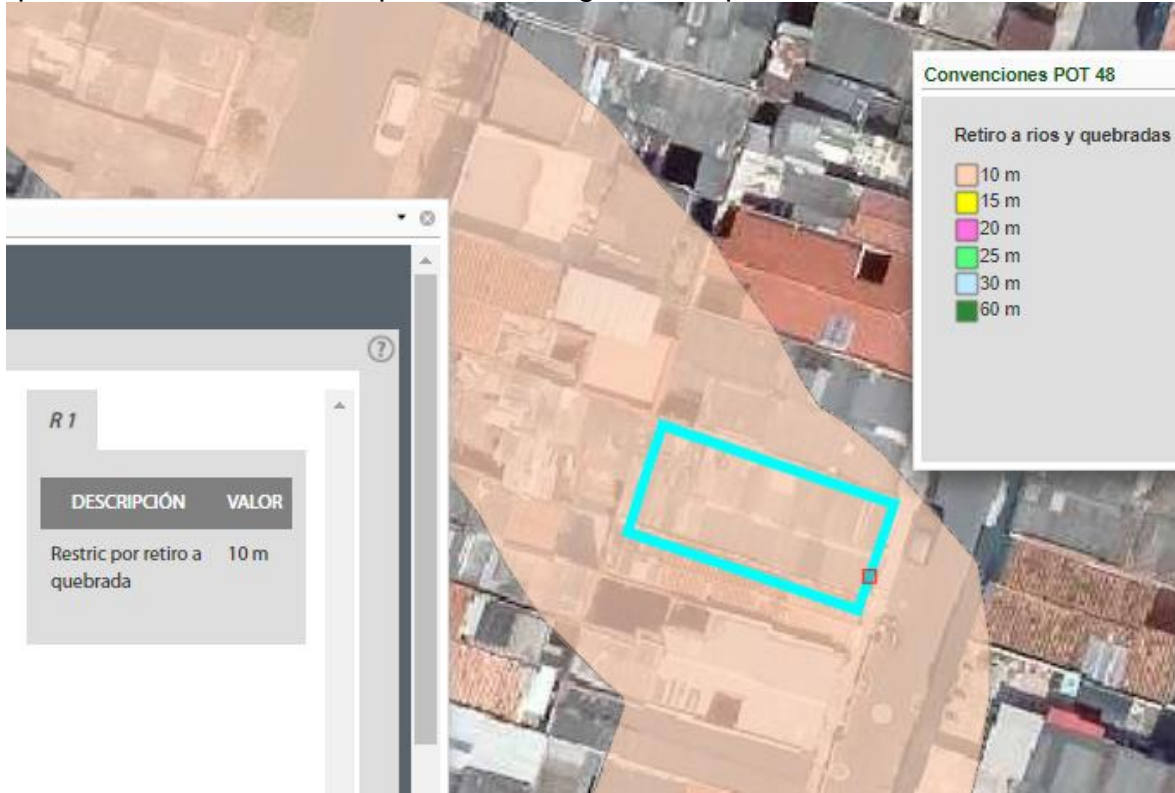 Convenciones POT 48
Retiro a rios y quebradas
10 m
15 m
20 m
25 m
30 m
60 m
?
R 1
DESCRIPCIÓN VALOR
Restric por retiro a 10 m
quebrada